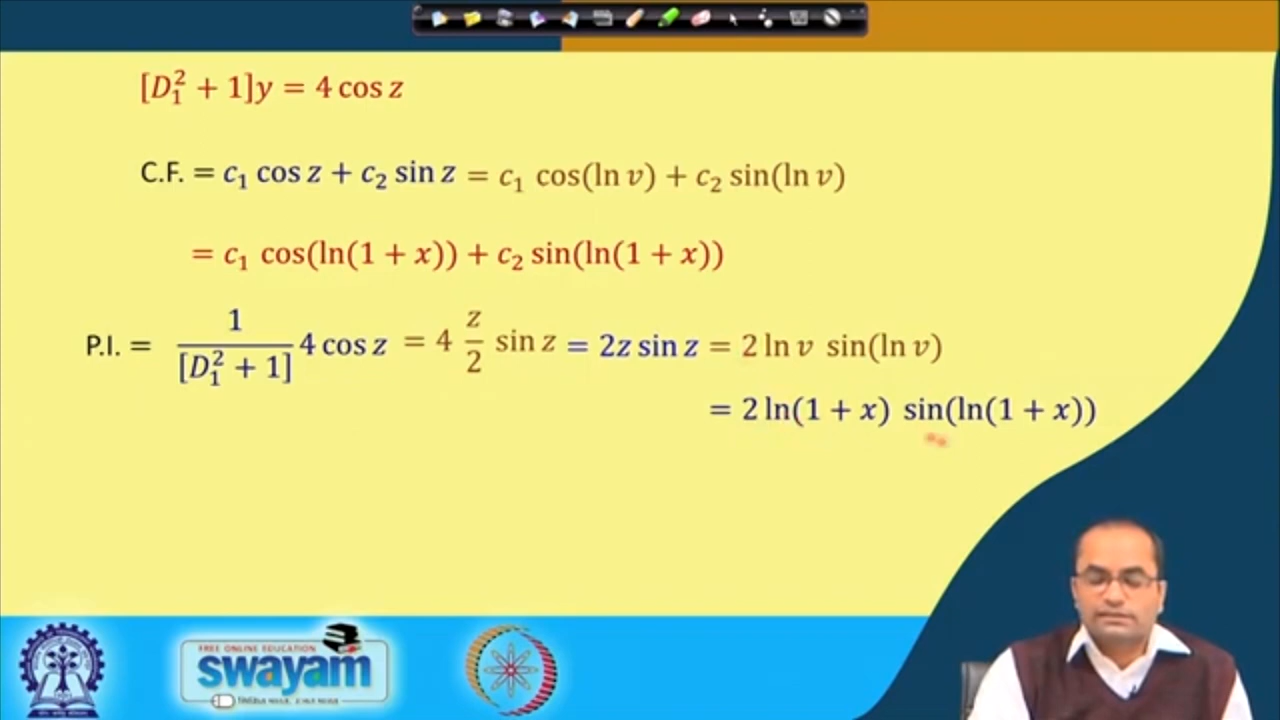 [D₁² + 1]y = 4 cos z
C.F. = c₁ cos z + c₂ sin z = c₁ cos(ln v) + c₂ sin(ln v)
= c₁ cos(ln(1 + x)) + c₂ sin(ln(1 + x))
P.I. = 1/[D₁² + 1] 4 cos z = 4 z/2 sin z = 2z sin z = 2 ln v sin(ln v)
= 2 ln(1 + x) sin(ln(1 + x))
FREE ONLINE EDUCATION
swayam